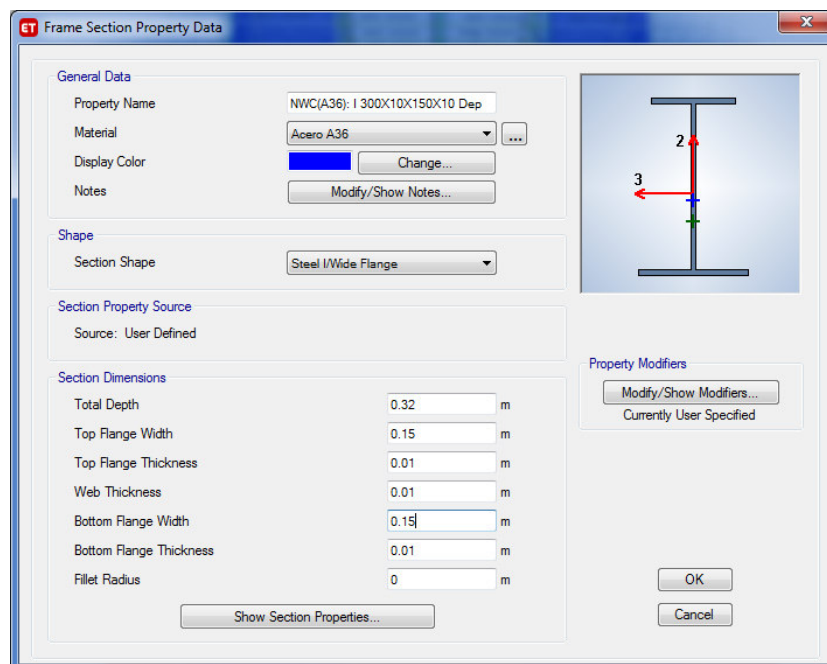 ET Frame Section Property Data
X
General Data
Property Name NWC(A36): I 300X10X150X10 Dep
Material Acero A36 ...
Display Color Change...
Notes Modify/Show Notes...
2
3
Shape
Section Shape Steel I/Wide Flange
Section Property Source
Source: User Defined
Property Modifiers
Modify/Show Modifiers...
Currently User Specified
Section Dimensions
Total Depth 0.32 m
Top Flange Width 0.15 m
Top Flange Thickness 0.01 m
Web Thickness 0.01 m
Bottom Flange Width 0.15 m
Bottom Flange Thickness 0.01 m
Fillet Radius 0 m
Show Section Properties...
OK
Cancel